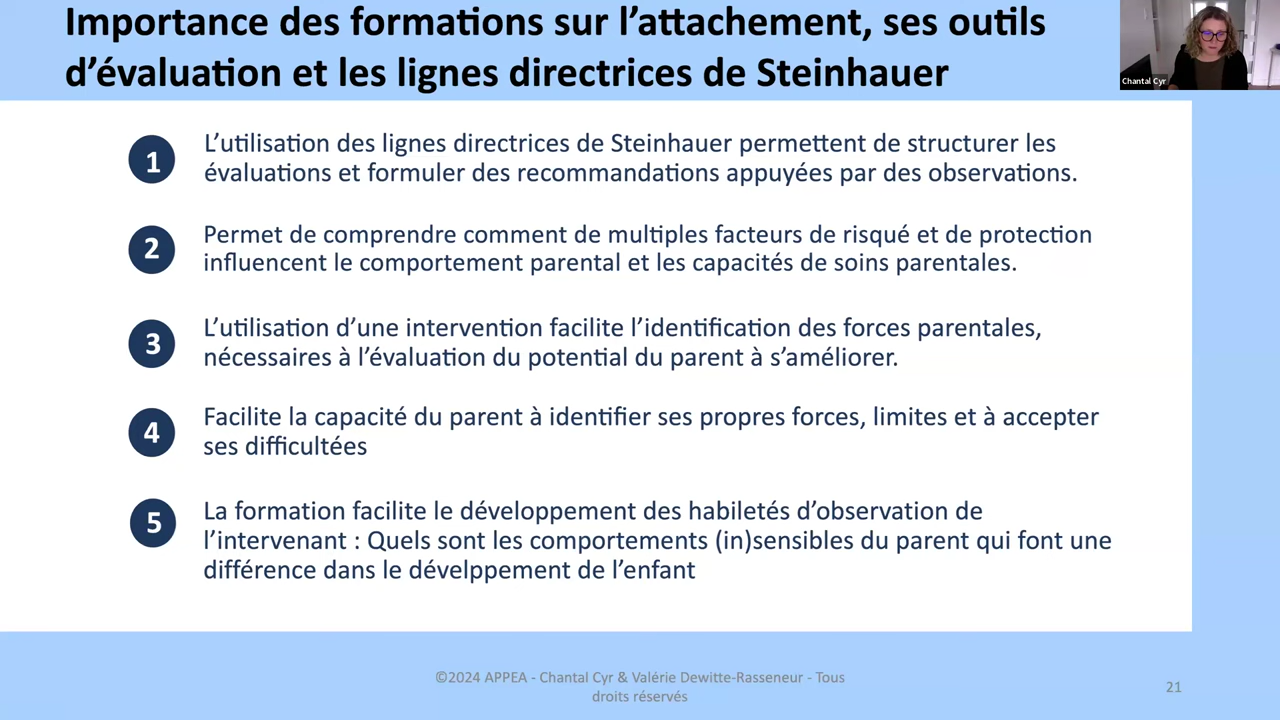 Importance des formations sur l’attachement, ses outils
d’évaluation et les lignes directrices de Steinhauer
Chantal Cyr
1
L’utilisation des lignes directrices de Steinhauer permettent de structurer les
évaluations et formuler des recommandations appuyées par des observations.
2
Permet de comprendre comment de multiples facteurs de risqué et de protection
influencent le comportement parental et les capacités de soins parentales.
3
L’utilisation d’une intervention facilite l’identification des forces parentales,
nécessaires à l’évaluation du potential du parent à s’améliorer.
4
Facilite la capacité du parent à identifier ses propres forces, limites et à accepter
ses difficultées
5
La formation facilite le développement des habiletés d’observation de
l’intervenant : Quels sont les comportements (in)sensibles du parent qui font une
différence dans le dévelppement de l’enfant
©2024 APPEA - Chantal Cyr & Valérie Dewitte-Rasseneur - Tous
droits réservés
21